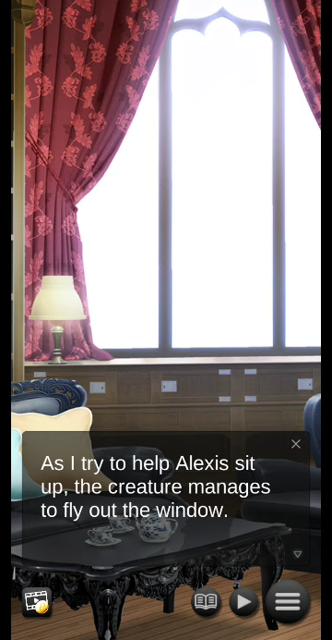 As I try to help Alexis sit
up, the creature manages
to fly out the window.